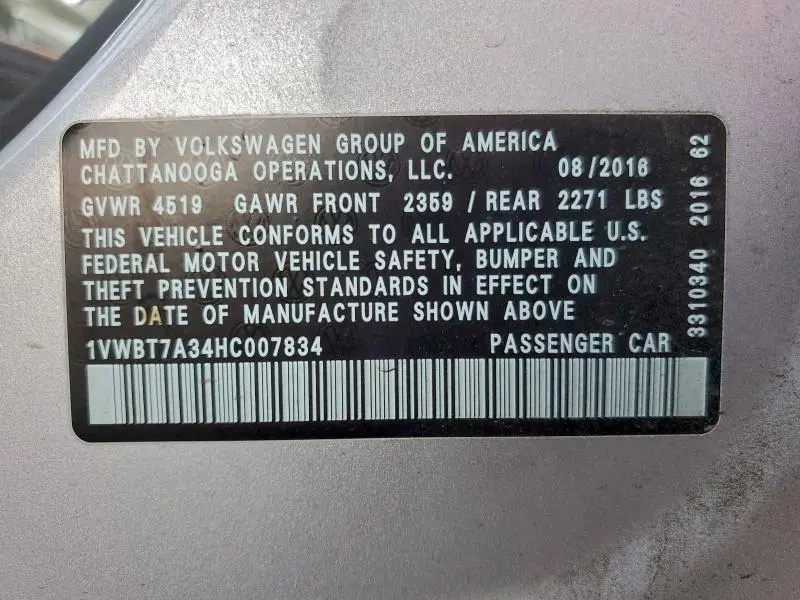 MFD BY VOLKSWAGEN GROUP OF AMERICA
CHATTANOOGA OPERATIONS, LLC. 08/2016
GVWR 4519 GAWR FRONT 2359 / REAR 2271 LBS
THIS VEHICLE CONFORMS TO ALL APPLICABLE U.S.
FEDERAL MOTOR VEHICLE SAFETY, BUMPER AND
THEFT PREVENTION STANDARDS IN EFFECT ON
THE DATE OF MANUFACTURE SHOWN ABOVE
1VWBT7A34HC007834 PASSENGER CAR
3310340 2016 62